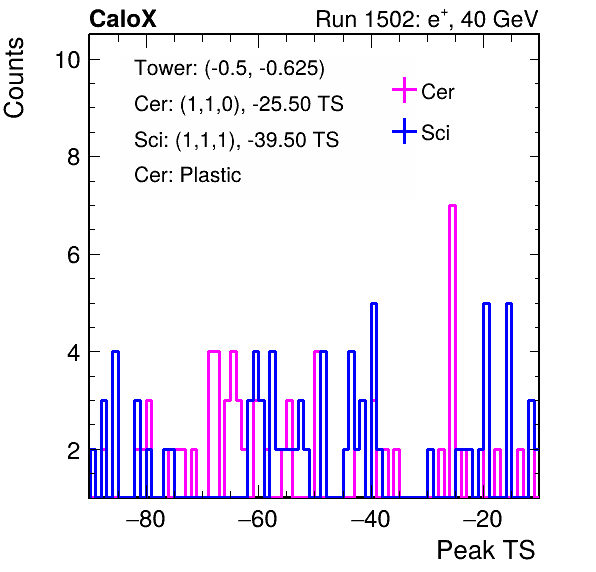 CaloX Run 1502: e⁺, 40 GeV
Counts
Tower: (-0.5, -0.625)
Cer: (1,1,0), -25.50 TS
Sci: (1,1,1), -39.50 TS
Cer: Plastic
Cer
Sci
10
8
6
4
2
−80 −60 −40 −20
Peak TS